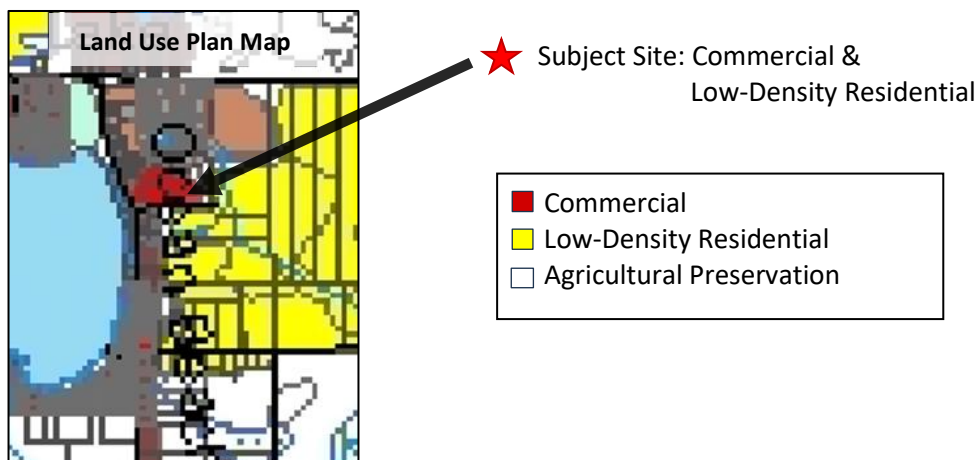 Land Use Plan Map
Subject Site: Commercial &
Low-Density Residential
Commercial
Low-Density Residential
Agricultural Preservation